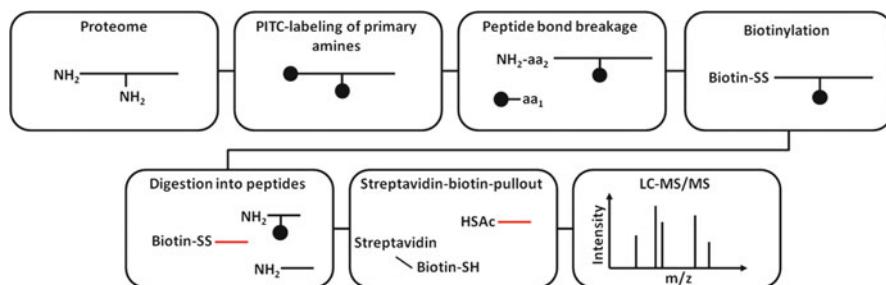 Proteome
NH2
NH2
PITC-labeling of primary
amines
Peptide bond breakage
NH2-aa2
aa1
Biotinylation
Biotin-SS
Digestion into peptides
NH2
Biotin-SS
NH2
Streptavidin-biotin-pullout
HSAc
Streptavidin
Biotin-SH
LC-MS/MS
Intensity
m/z